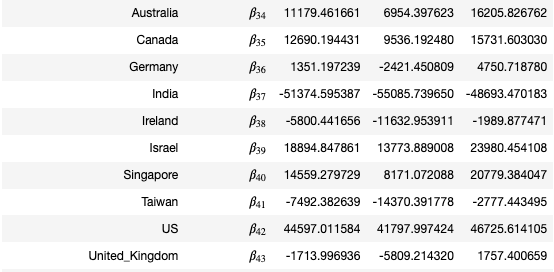 Australia β34 11179.461661 6954.397623 16205.826762
Canada β35 12690.194431 9536.192480 15731.603030
Germany β36 1351.197239 -2421.450809 4750.718780
India β37 -51374.595387 -55085.739650 -48693.470183
Ireland β38 -5800.441656 -11632.953911 -1989.877471
Israel β39 18894.847861 13773.889008 23980.454108
Singapore β40 14559.279729 8171.072088 20779.384047
Taiwan β41 -7492.382639 -14370.391778 -2777.443495
US β42 44597.011584 41797.997424 46725.614105
United_Kingdom β43 -1713.996936 -5809.214320 1757.400659